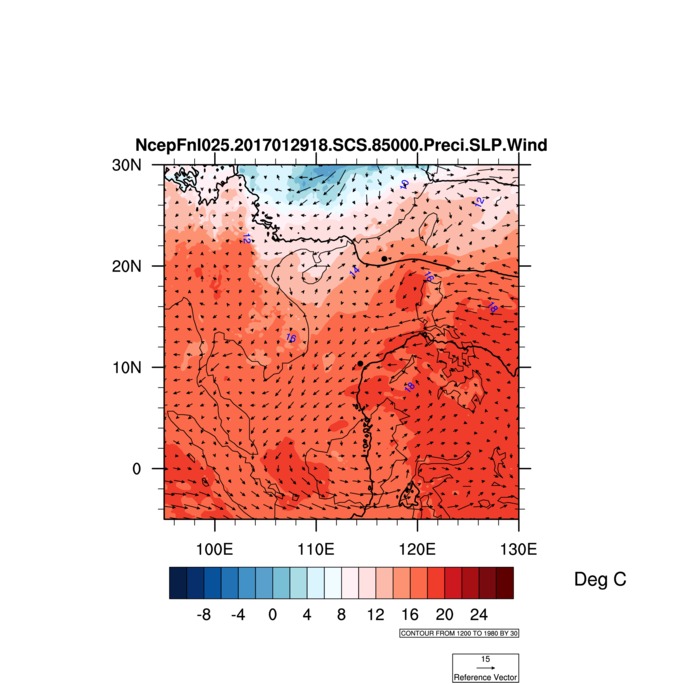 NcepFnl025.2017012918.SCS.85000.Preci.SLP.Wind
30N
20N
10N
0
10
12
12
14
16
16
18
18
100E 110E 120E 130E
-8 -4 0 4 8 12 16 20 24
Deg C
CONTOUR FROM 1200 TO 1980 BY 30
15
Reference Vector